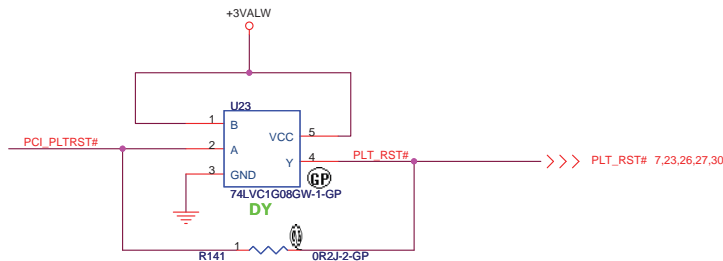 +3VALW
U23
1 B
VCC 5
PCI_PLTRST# 2 A
Y 4 PLT_RST#
PLT_RST# 7,23,26,27,30
3 GND
GP
74LVC1G08GW-1-GP
DY
R141 1 0R2J-2-GP